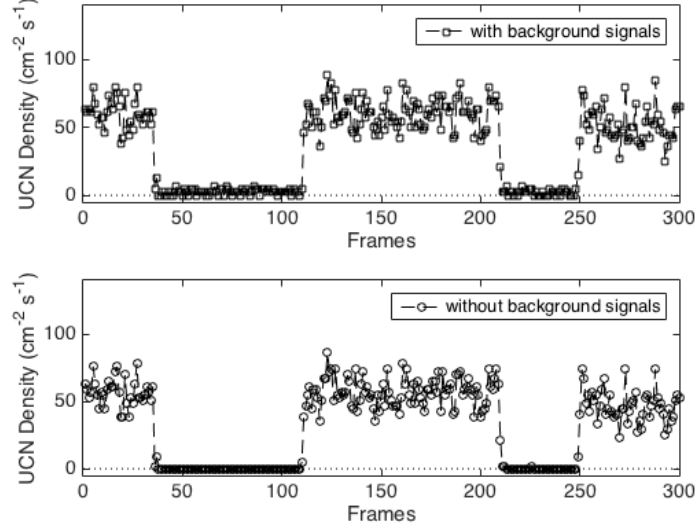 UCN Density (cm⁻² s⁻¹)
100
50
0
with background signals
0 50 100 150 200 250 300
Frames
UCN Density (cm⁻² s⁻¹)
100
50
0
without background signals
0 50 100 150 200 250 300
Frames